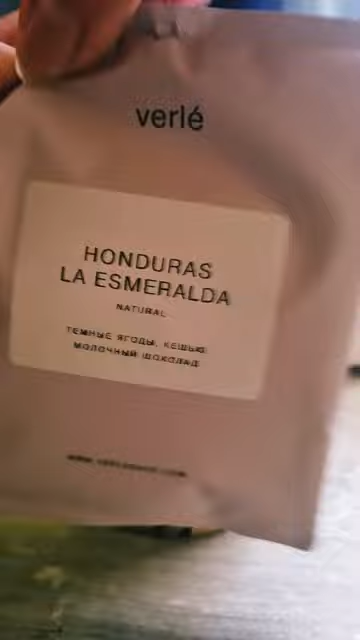 verlé
HONDURAS
LA ESMERALDA
NATURAL
ТЕМНЫЕ ЯГОДЫ, КЕШЬЮ
МОЛОЧНЫЙ ШОКОЛАД